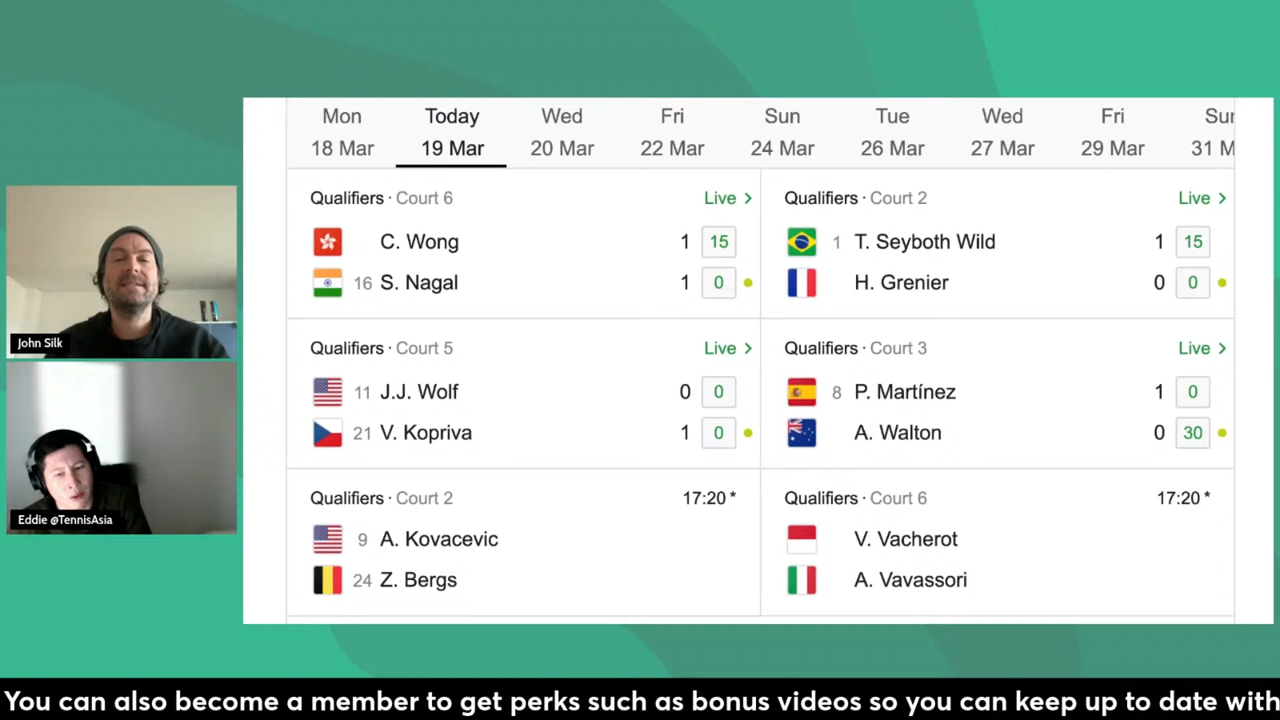 Mon Today Wed Fri Sun Tue Wed Fri Sur
18 Mar 19 Mar 20 Mar 22 Mar 24 Mar 26 Mar 27 Mar 29 Mar 31 M
Qualifiers · Court 6 Live >
C. Wong 1 15
16 S. Nagal 1 0
Qualifiers · Court 2 Live >
1 T. Seyboth Wild 1 15
H. Grenier 0 0
Qualifiers · Court 5 Live >
11 J.J. Wolf 0 0
21 V. Kopriva 1 0
Qualifiers · Court 3 Live >
8 P. Martínez 1 0
A. Walton 0 30
Qualifiers · Court 2 17:20 *
9 A. Kovacevic
24 Z. Bergs
Qualifiers · Court 6 17:20 *
V. Vacherot
A. Vavassori
John Silk
Eddie @TennisAsia
You can also become a member to get perks such as bonus videos so you can keep up to date with